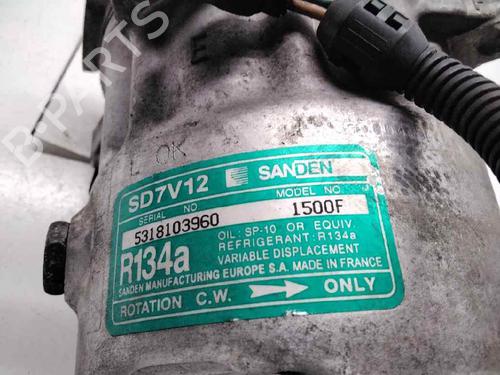 B-PARTS
L OK
SD7V12 SANDEN
SERIAL NO MODEL NO.
5318103960 1500F
R134a
OIL: SP-10 OR EQUIV.
REFRIGERANT: R134a
VARIABLE DISPLACEMENT
SANDEN MANUFACTURING EUROPE S.A. MADE IN FRANCE
ROTATION C.W. ONLY